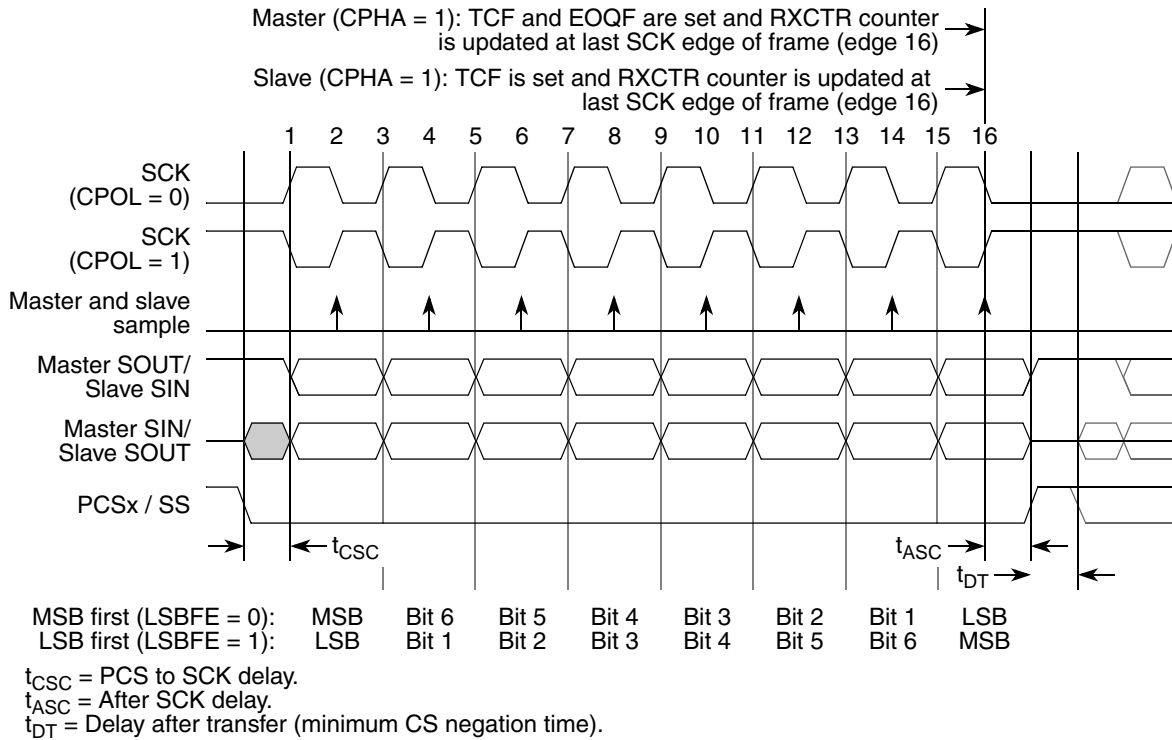 Master (CPHA = 1): TCF and EOQF are set and RXCTR counter
is updated at last SCK edge of frame (edge 16)
Slave (CPHA = 1): TCF is set and RXCTR counter is updated at
last SCK edge of frame (edge 16)
1 2 3 4 5 6 7 8 9 10 11 12 13 14 15 16
SCK
(CPOL = 0)
SCK
(CPOL = 1)
Master and slave
sample
Master SOUT/
Slave SIN
Master SIN/
Slave SOUT
PCSx / SS
tCSC tASC
tDT
MSB first (LSBFE = 0): MSB Bit 6 Bit 5 Bit 4 Bit 3 Bit 2 Bit 1 LSB
LSB first (LSBFE = 1): LSB Bit 1 Bit 2 Bit 3 Bit 4 Bit 5 Bit 6 MSB
tCSC = PCS to SCK delay.
tASC = After SCK delay.
tDT = Delay after transfer (minimum CS negation time).